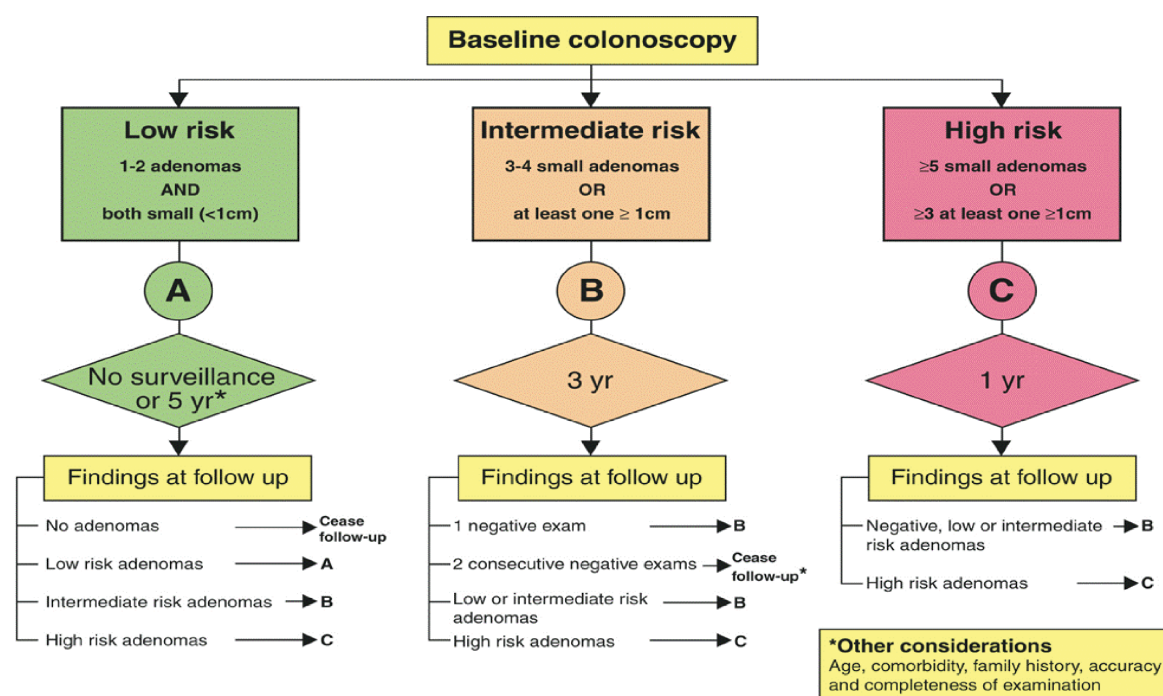 Baseline colonoscopy
Low risk
1-2 adenomas
AND
both small (<1cm)
A
No surveillance
or 5 yr*
Findings at follow up
No adenomas
Cease
follow-up
Low risk adenomas
A
Intermediate risk adenomas
B
High risk adenomas
C
Intermediate risk
3-4 small adenomas
OR
at least one ≥ 1cm
B
3 yr
Findings at follow up
1 negative exam
B
2 consecutive negative exams
Cease
follow-up*
Low or intermediate risk
adenomas
B
High risk adenomas
C
High risk
≥5 small adenomas
OR
≥3 at least one ≥1cm
C
1 yr
Findings at follow up
Negative, low or intermediate
risk adenomas
B
High risk adenomas
C
*Other considerations
Age, comorbidity, family history, accuracy
and completeness of examination